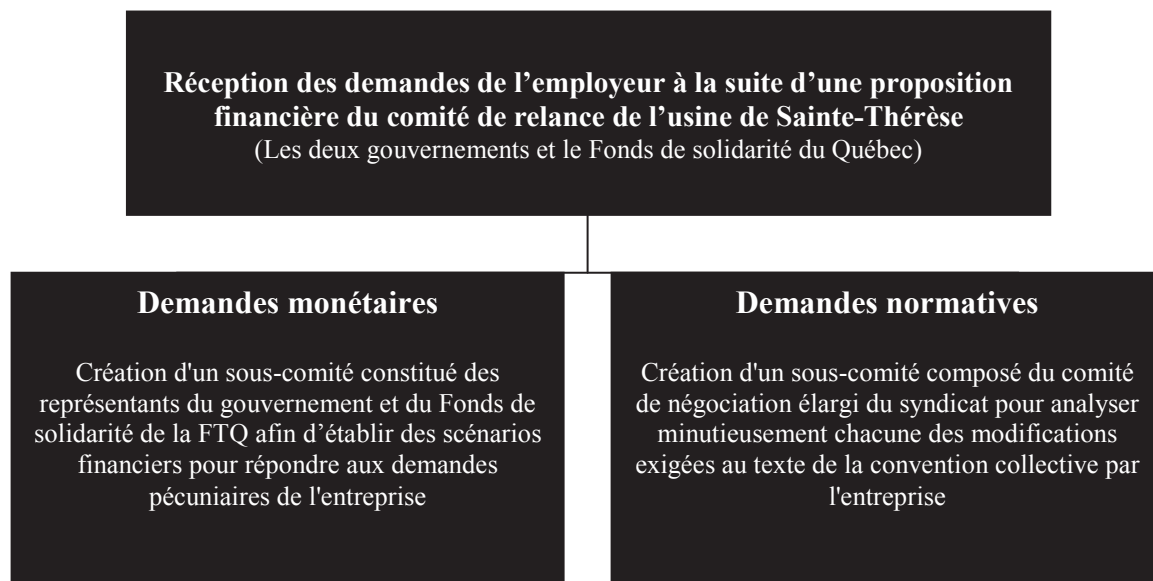 Réception des demandes de l’employeur à la suite d’une proposition
financière du comité de relance de l’usine de Sainte-Thérèse
(Les deux gouvernements et le Fonds de solidarité du Québec)
Demandes monétaires
Création d'un sous-comité constitué des
représentants du gouvernement et du Fonds de
solidarité de la FTQ afin d’établir des scénarios
financiers pour répondre aux demandes
pécuniaires de l'entreprise
Demandes normatives
Création d'un sous-comité composé du comité
de négociation élargi du syndicat pour analyser
minutieusement chacune des modifications
exigées au texte de la convention collective par
l'entreprise